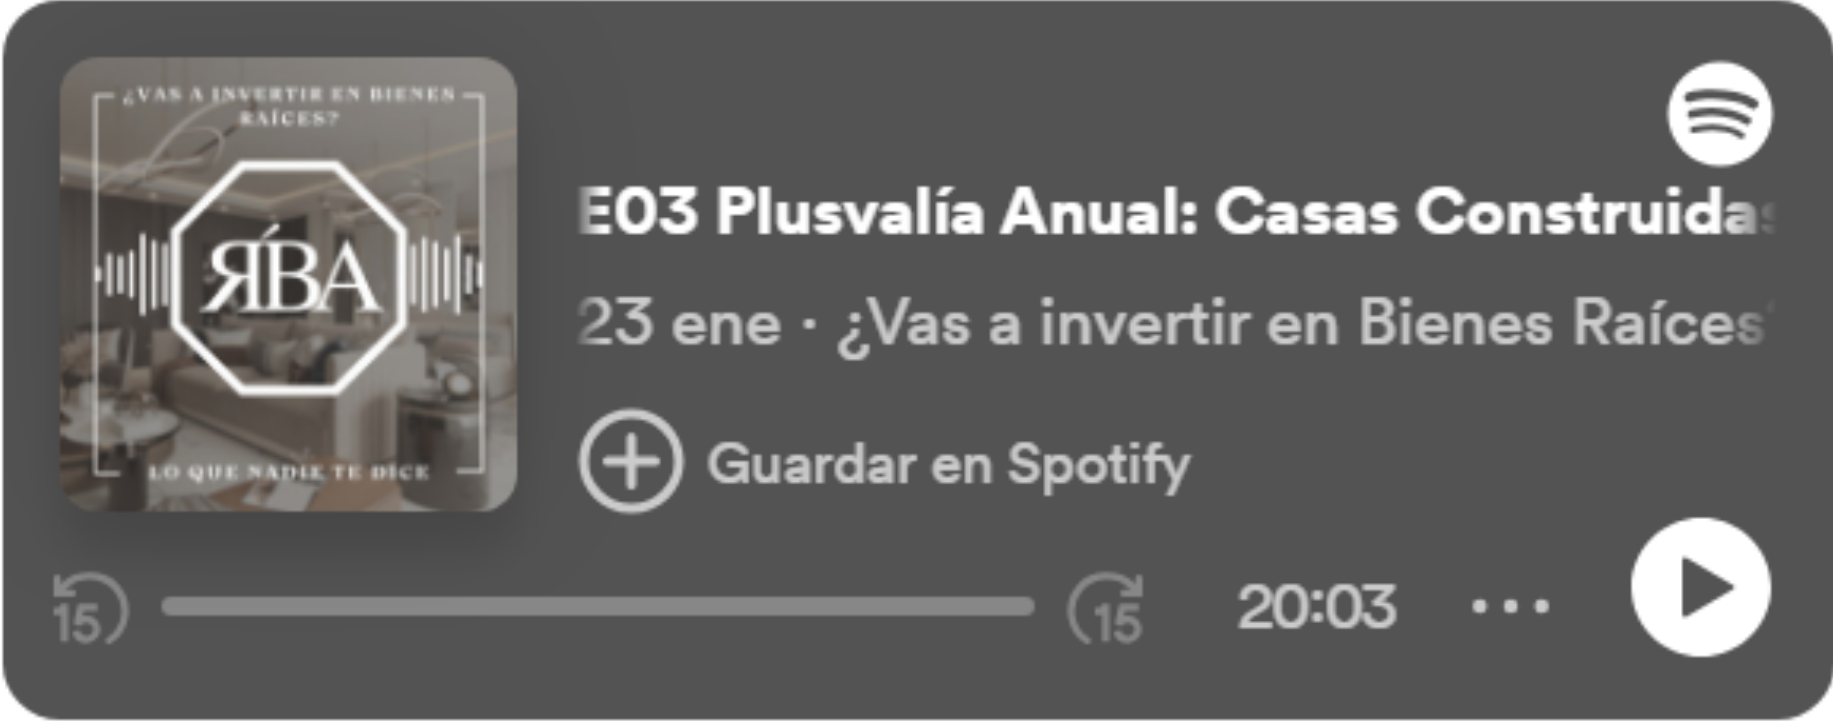 ¿VAS A INVERTIR EN BIENES
RAÍCES?
RÍBA
LO QUE NADIE TE DICE
E03 Plusvalía Anual: Casas Construidas
23 ene · ¿Vas a invertir en Bienes Raíces?
Guardar en Spotify
15
15
20:03